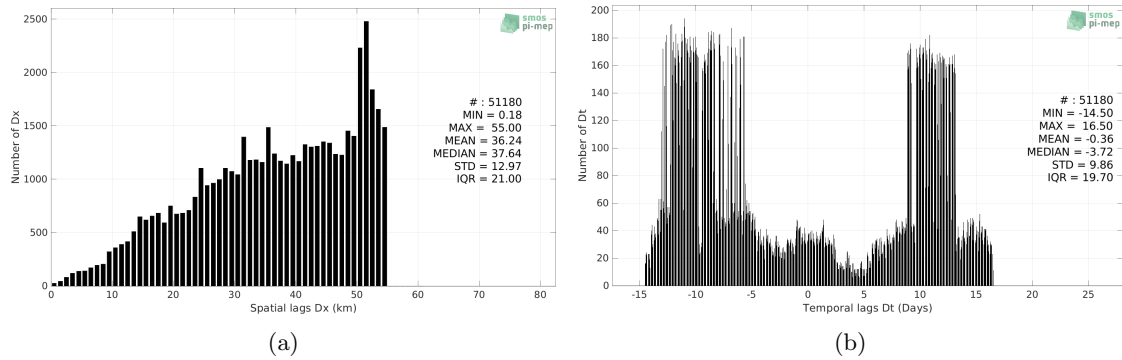 2500
2000
1500
1000
500
0
0
10
20
30
40
50
60
70
80
Number of Dx
Spatial lags Dx (km)
smos
pi-mep
# : 51180
MIN = 0.18
MAX = 55.00
MEAN = 36.24
MEDIAN = 37.64
STD = 12.97
IQR = 21.00
(a)
200
180
160
140
120
100
80
60
40
20
0
-15
-10
-5
0
5
10
15
20
25
Number of Dt
Temporal lags Dt (Days)
smos
pi-mep
# : 51180
MIN = -14.50
MAX = 16.50
MEAN = -0.36
MEDIAN = -3.72
STD = 9.86
IQR = 19.70
(b)